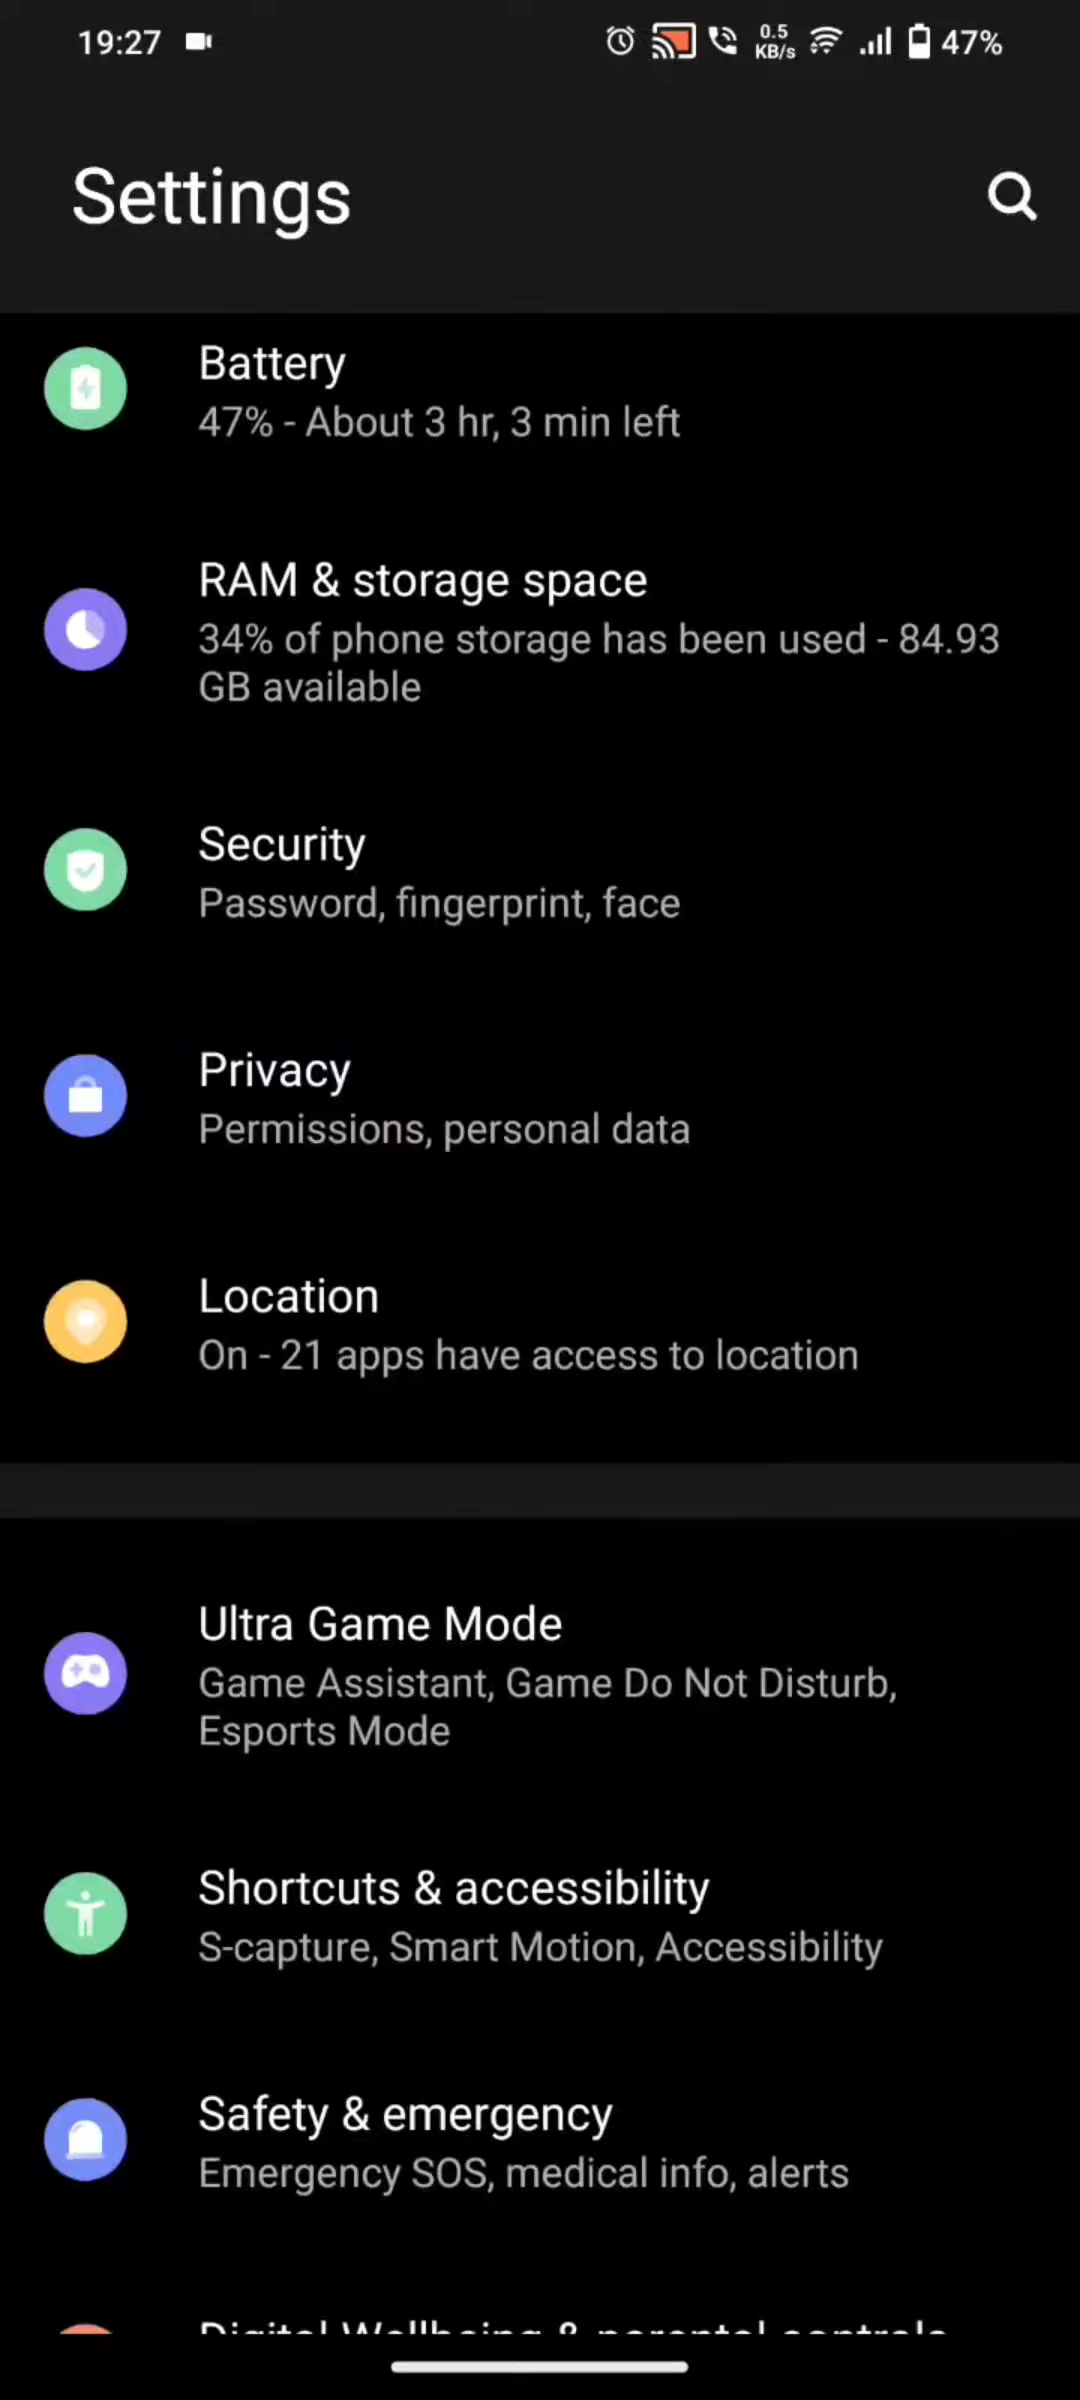 19:27
0.5
KB/s
47%
Settings
Battery
47% - About 3 hr, 3 min left
RAM & storage space
34% of phone storage has been used - 84.93
GB available
Security
Password, fingerprint, face
Privacy
Permissions, personal data
Location
On - 21 apps have access to location
Ultra Game Mode
Game Assistant, Game Do Not Disturb,
Esports Mode
Shortcuts & accessibility
S-capture, Smart Motion, Accessibility
Safety & emergency
Emergency SOS, medical info, alerts
Digital Wellbeing & parental controls